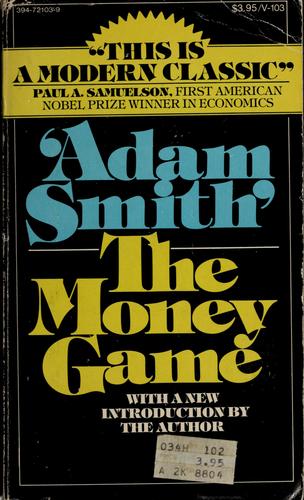 394-72103-9
$3.95/V-103
“THIS IS
A MODERN CLASSIC”
PAUL A. SAMUELSON, FIRST AMERICAN
NOBEL PRIZE WINNER IN ECONOMICS
‘Adam
Smith’
The
Money
Game
WITH A NEW
INTRODUCTION BY
THE AUTHOR
034H 102
3.95
A 2K 8804